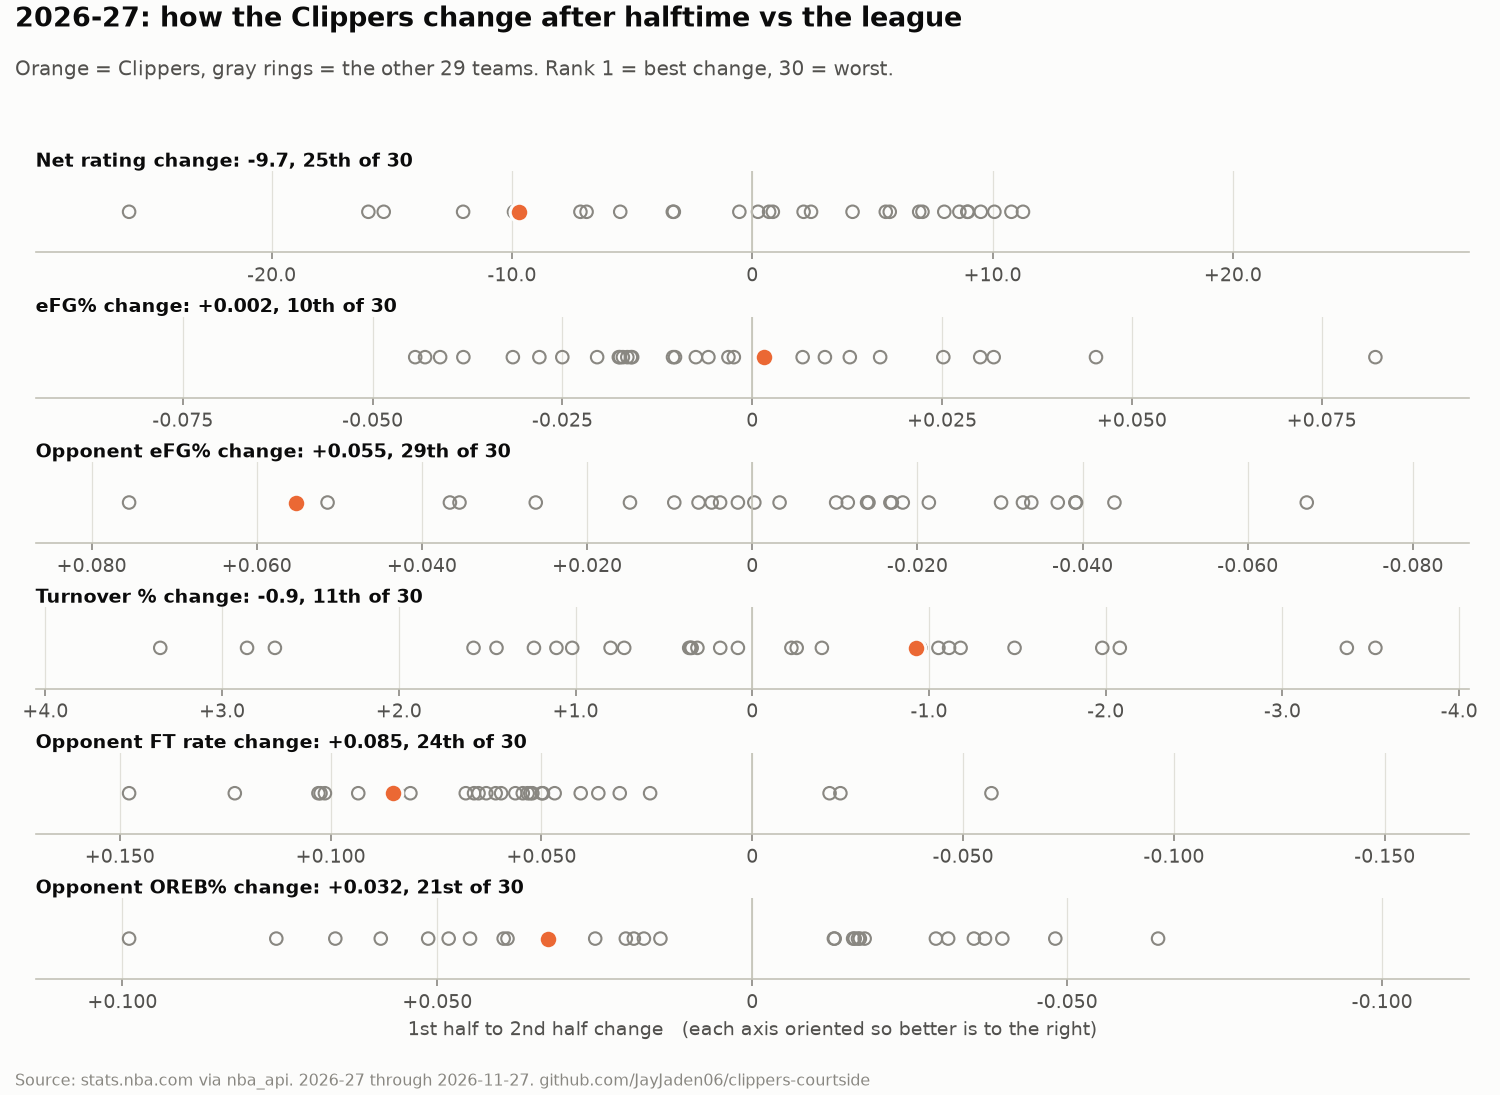 2026-27: how the Clippers change after halftime vs the league
Orange = Clippers, gray rings = the other 29 teams. Rank 1 = best change, 30 = worst.
Net rating change: -9.7, 25th of 30
-20.0 -10.0 0 +10.0 +20.0
eFG% change: +0.002, 10th of 30
-0.075 -0.050 -0.025 0 +0.025 +0.050 +0.075
Opponent eFG% change: +0.055, 29th of 30
+0.080 +0.060 +0.040 +0.020 0 -0.020 -0.040 -0.060 -0.080
Turnover % change: -0.9, 11th of 30
+4.0 +3.0 +2.0 +1.0 0 -1.0 -2.0 -3.0 -4.0
Opponent FT rate change: +0.085, 24th of 30
+0.150 +0.100 +0.050 0 -0.050 -0.100 -0.150
Opponent OREB% change: +0.032, 21st of 30
+0.100 +0.050 0 -0.050 -0.100
1st half to 2nd half change (each axis oriented so better is to the right)
Source: stats.nba.com via nba_api. 2026-27 through 2026-11-27. github.com/JayJaden06/clippers-courtside